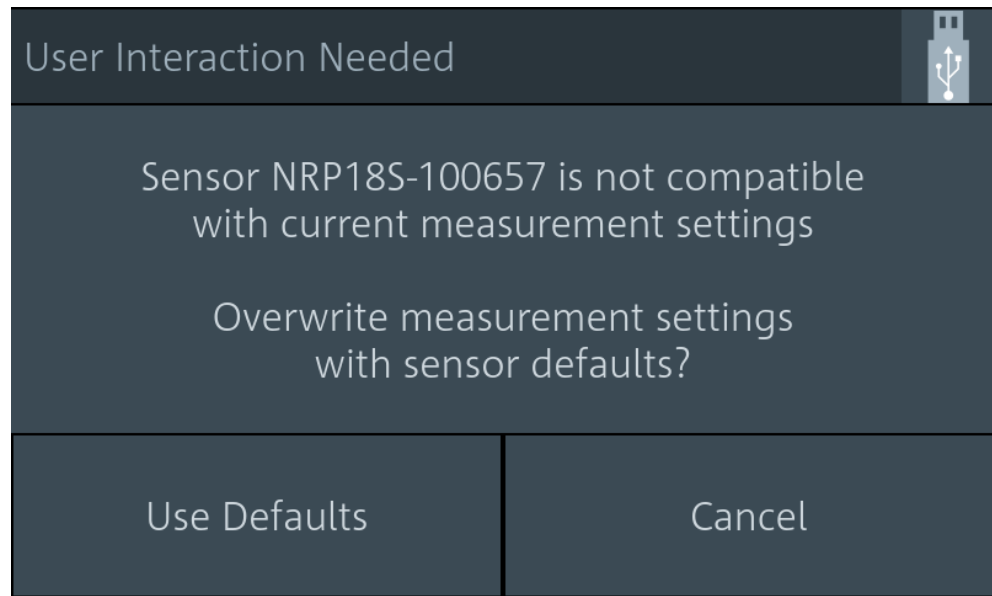 User Interaction Needed
Sensor NRP18S-100657 is not compatible
with current measurement settings
Overwrite measurement settings
with sensor defaults?
Use Defaults
Cancel